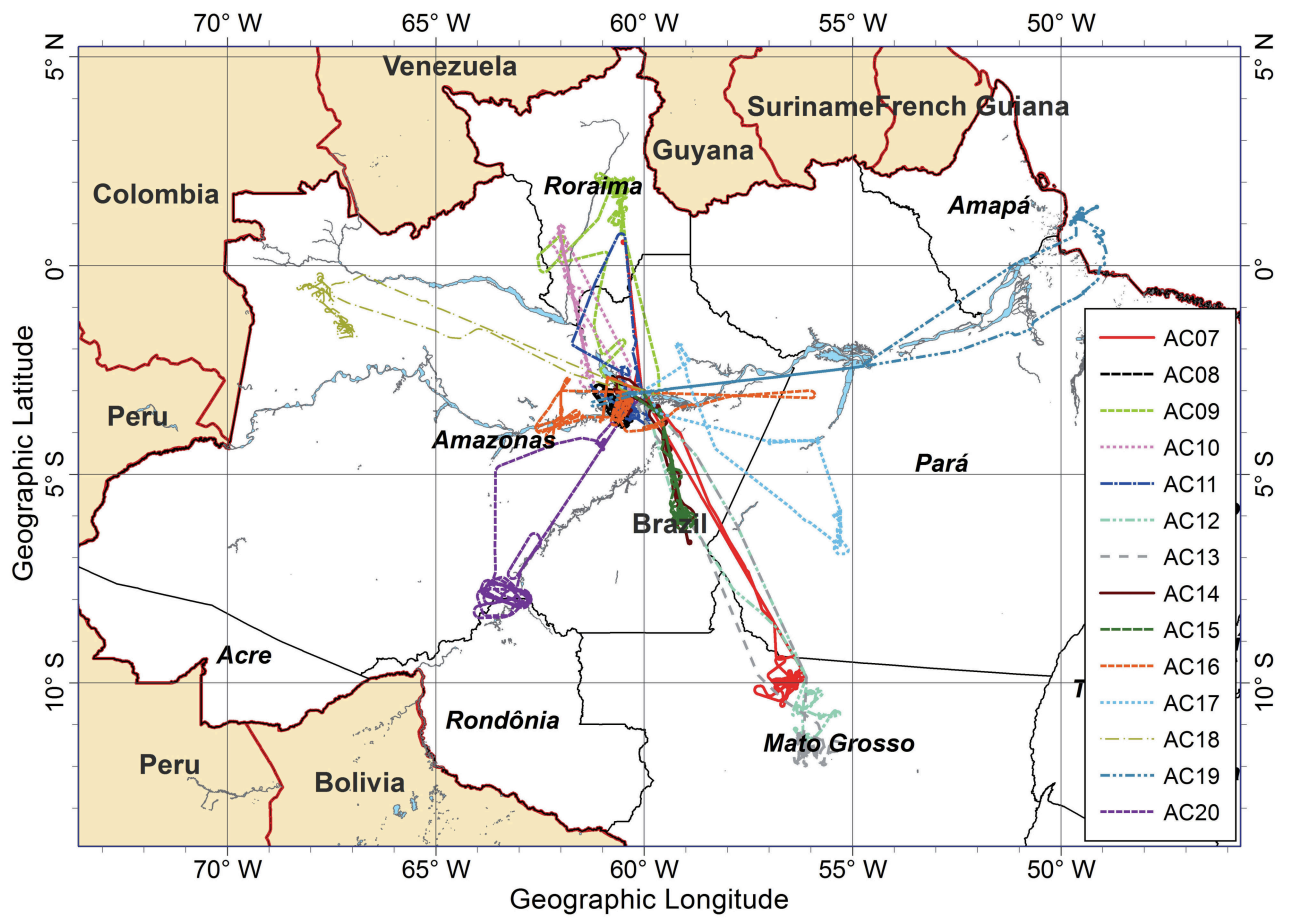 70° W 65° W 60° W 55° W 50° W
5° N 5° N
Venezuela
Suriname French Guiana
Guyana
Colombia
Roraima
Amapá
0° 0°
Geographic Latitude
Peru
Amazonas
Pará
5° S 5° S
Brazil
Acre
10° S 10° S
T
Rondônia
Mato Grosso
Peru
Bolivia
AC07
AC08
AC09
AC10
AC11
AC12
AC13
AC14
AC15
AC16
AC17
AC18
AC19
AC20
70° W 65° W 60° W 55° W 50° W
Geographic Longitude